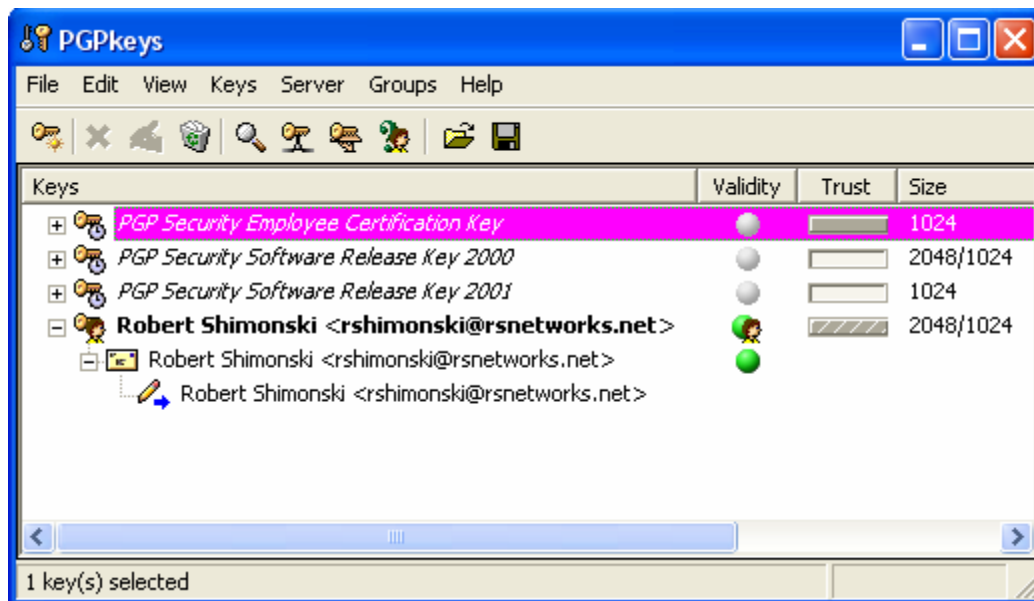 PGPkeys
File Edit View Keys Server Groups Help
Keys Validity Trust Size
PGP Security Employee Certification Key 1024
PGP Security Software Release Key 2000 2048/1024
PGP Security Software Release Key 2001 1024
Robert Shimonski <rshimonski@rsnetworks.net> 2048/1024
Robert Shimonski <rshimonski@rsnetworks.net>
Robert Shimonski <rshimonski@rsnetworks.net>
1 key(s) selected